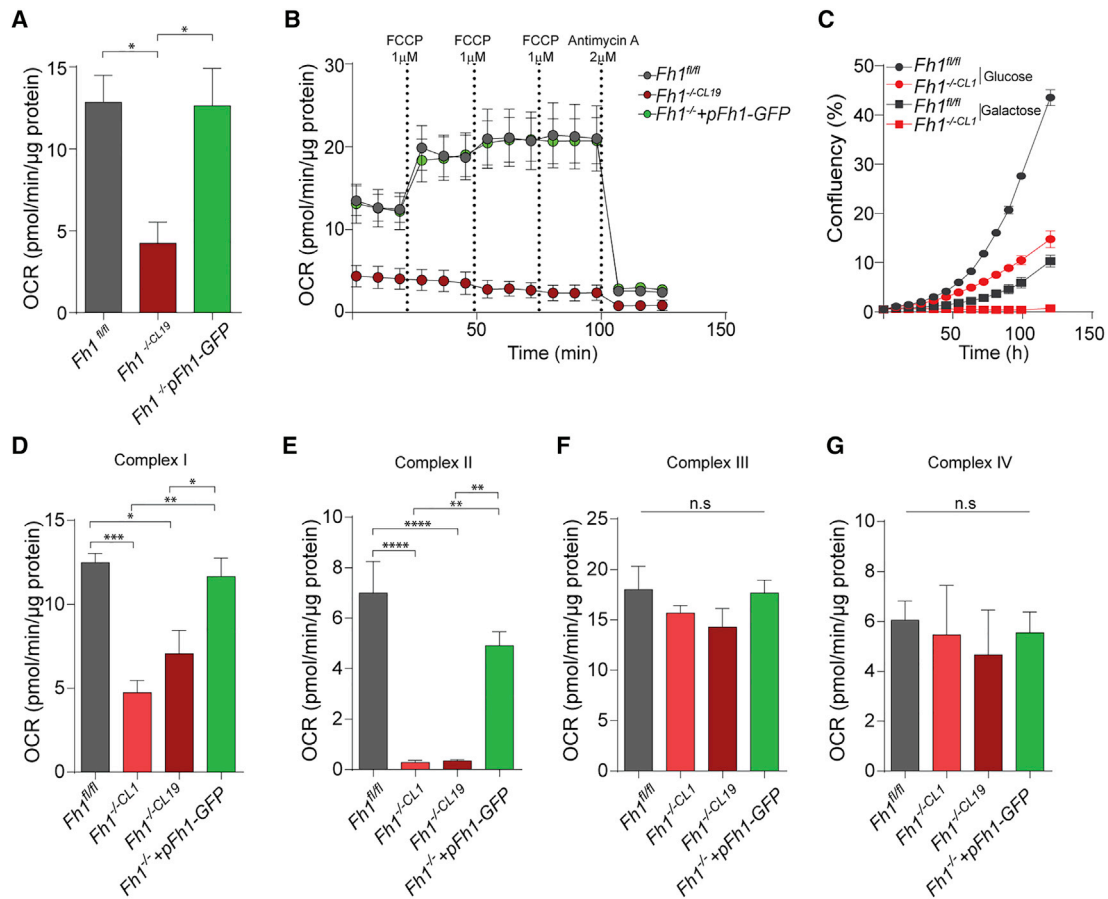 A
OCR (pmol/min/µg protein)
15
10
5
0
*
*
Fh1fl/fl
Fh1-/-CL19
Fh1-/-pFh1-GFP
B
OCR (pmol/min/µg protein)
30
20
10
0
FCCP
1µM
FCCP
1µM
FCCP
1µM
Antimycin A
2µM
Fh1fl/fl
Fh1-/-CL19
Fh1-/-+pFh1-GFP
50
100
150
Time (min)
C
Confluency (%)
50
40
30
20
10
0
Fh1fl/fl
Fh1-/-CL1
Glucose
Fh1fl/fl
Fh1-/-CL1
Galactose
0
50
100
150
Time (h)
D
Complex I
OCR (pmol/min/µg protein)
15
10
5
0
*
**
*
***
Fh1fl/fl
Fh1-/-CL1
Fh1-/-CL19
Fh1-/-+pFh1-GFP
E
Complex II
OCR (pmol/min/µg protein)
10
8
6
4
2
0
**
**
****
****
Fh1fl/fl
Fh1-/-CL1
Fh1-/-CL19
Fh1-/-+pFh1-GFP
F
Complex III
OCR (pmol/min/µg protein)
25
20
15
10
5
0
n.s
Fh1fl/fl
Fh1-/-CL1
Fh1-/-CL19
Fh1-/-+pFh1-GFP
G
Complex IV
OCR (pmol/min/µg protein)
10
8
6
4
2
0
n.s
Fh1fl/fl
Fh1-/-CL1
Fh1-/-CL19
Fh1-/-+pFh1-GFP